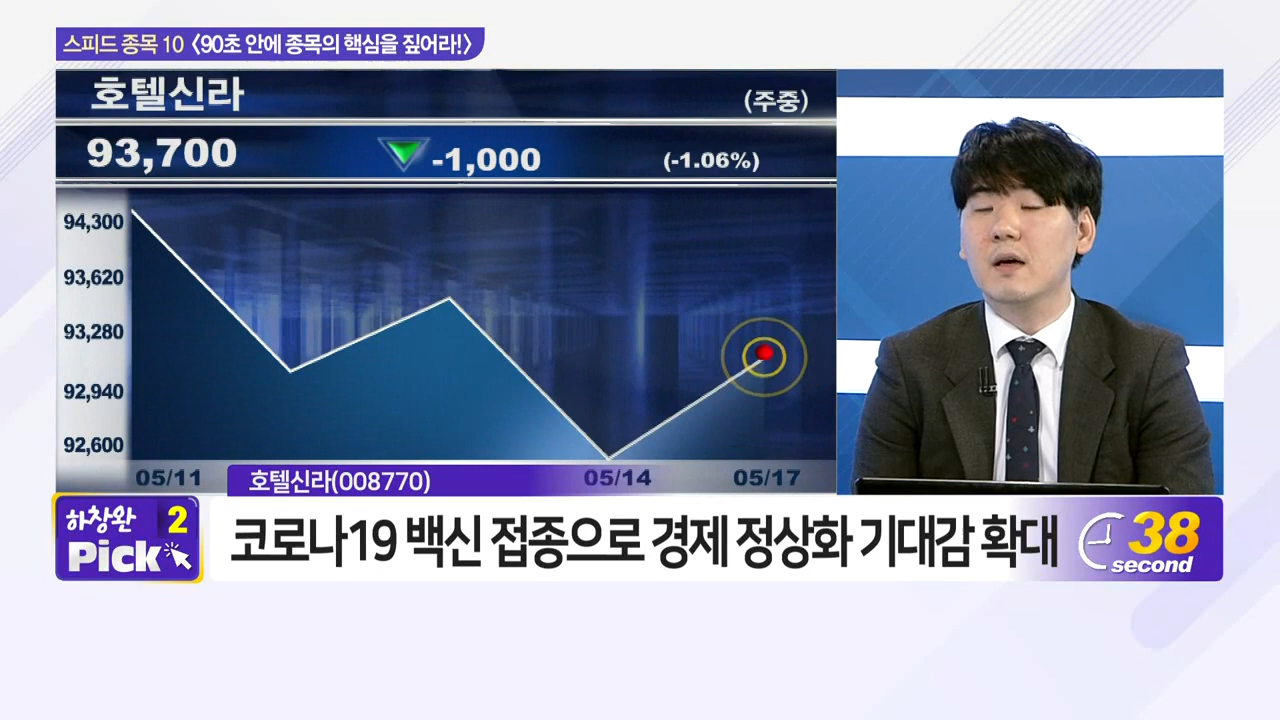 스피드 종목 10 〈90초 안에 종목의 핵심을 짚어라!〉
호텔신라
(주중)
93,700
-1,000
(-1.06%)
94,300
93,620
93,280
92,940
92,600
05/11
05/14
05/17
호텔신라(008770)
하창완 2
Pick
코로나19 백신 접종으로 경제 정상화 기대감 확대
38
second